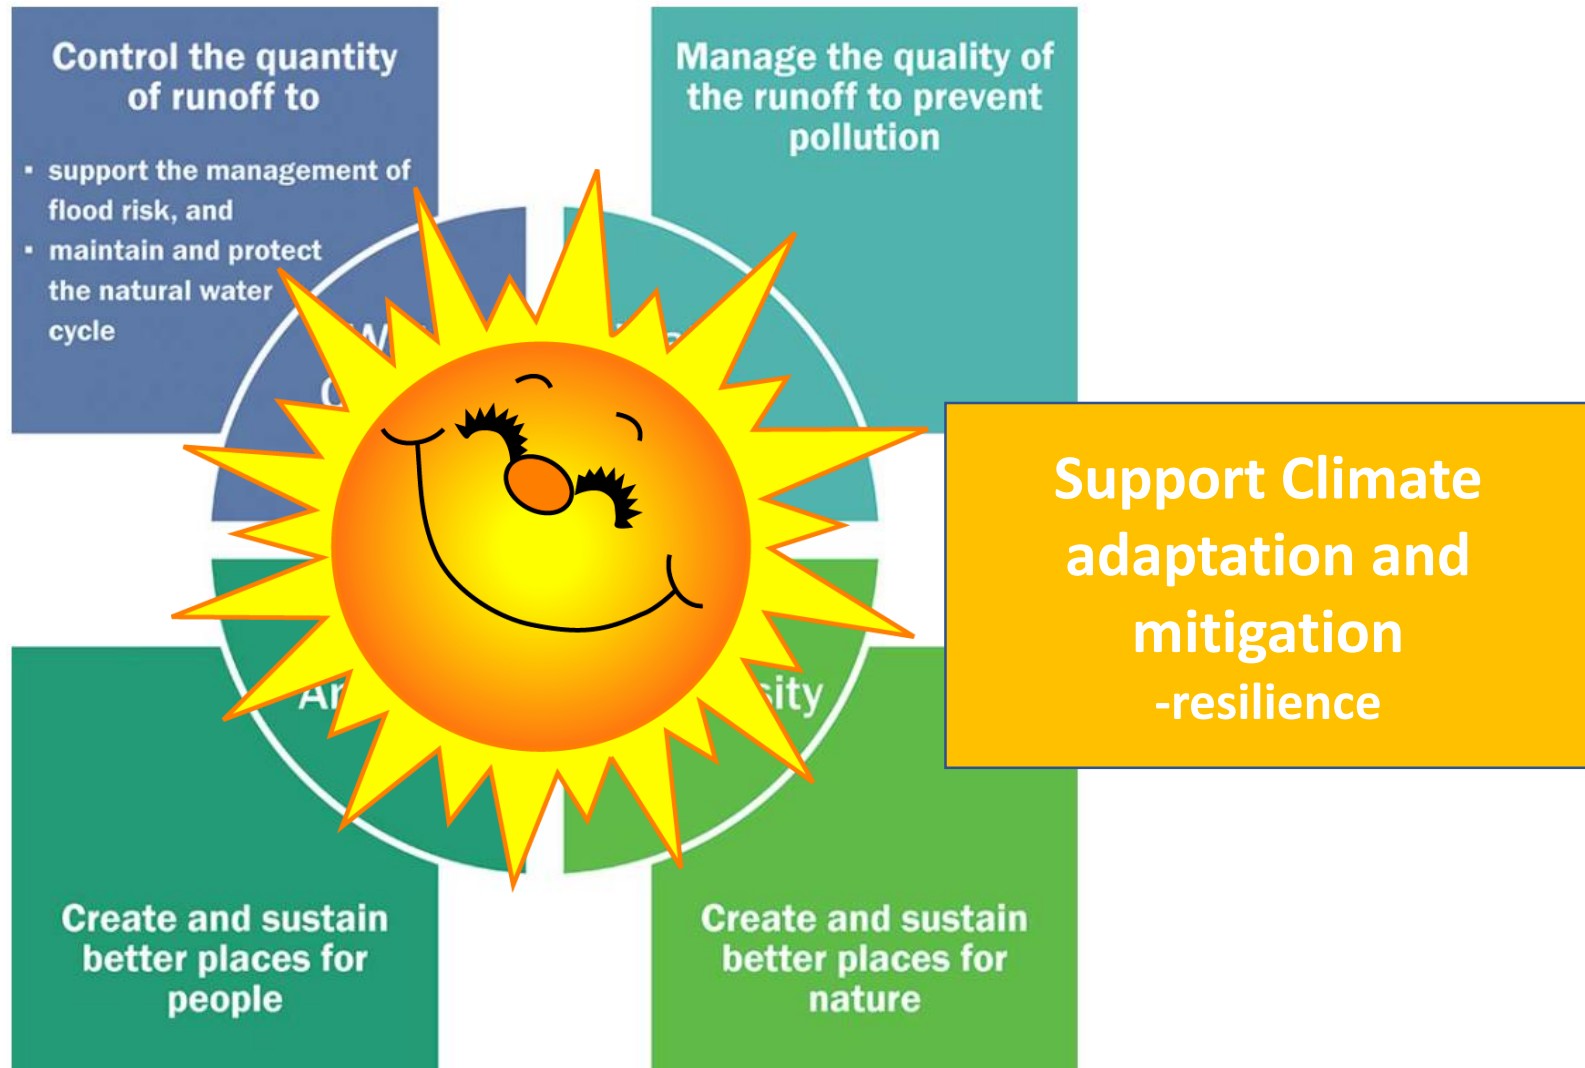 Control the quantity
of runoff to
▪ support the management of
flood risk, and
▪ maintain and protect
the natural water
cycle
Manage the quality of
the runoff to prevent
pollution
Support Climate
adaptation and
mitigation
-resilience
Create and sustain
better places for
people
Create and sustain
better places for
nature